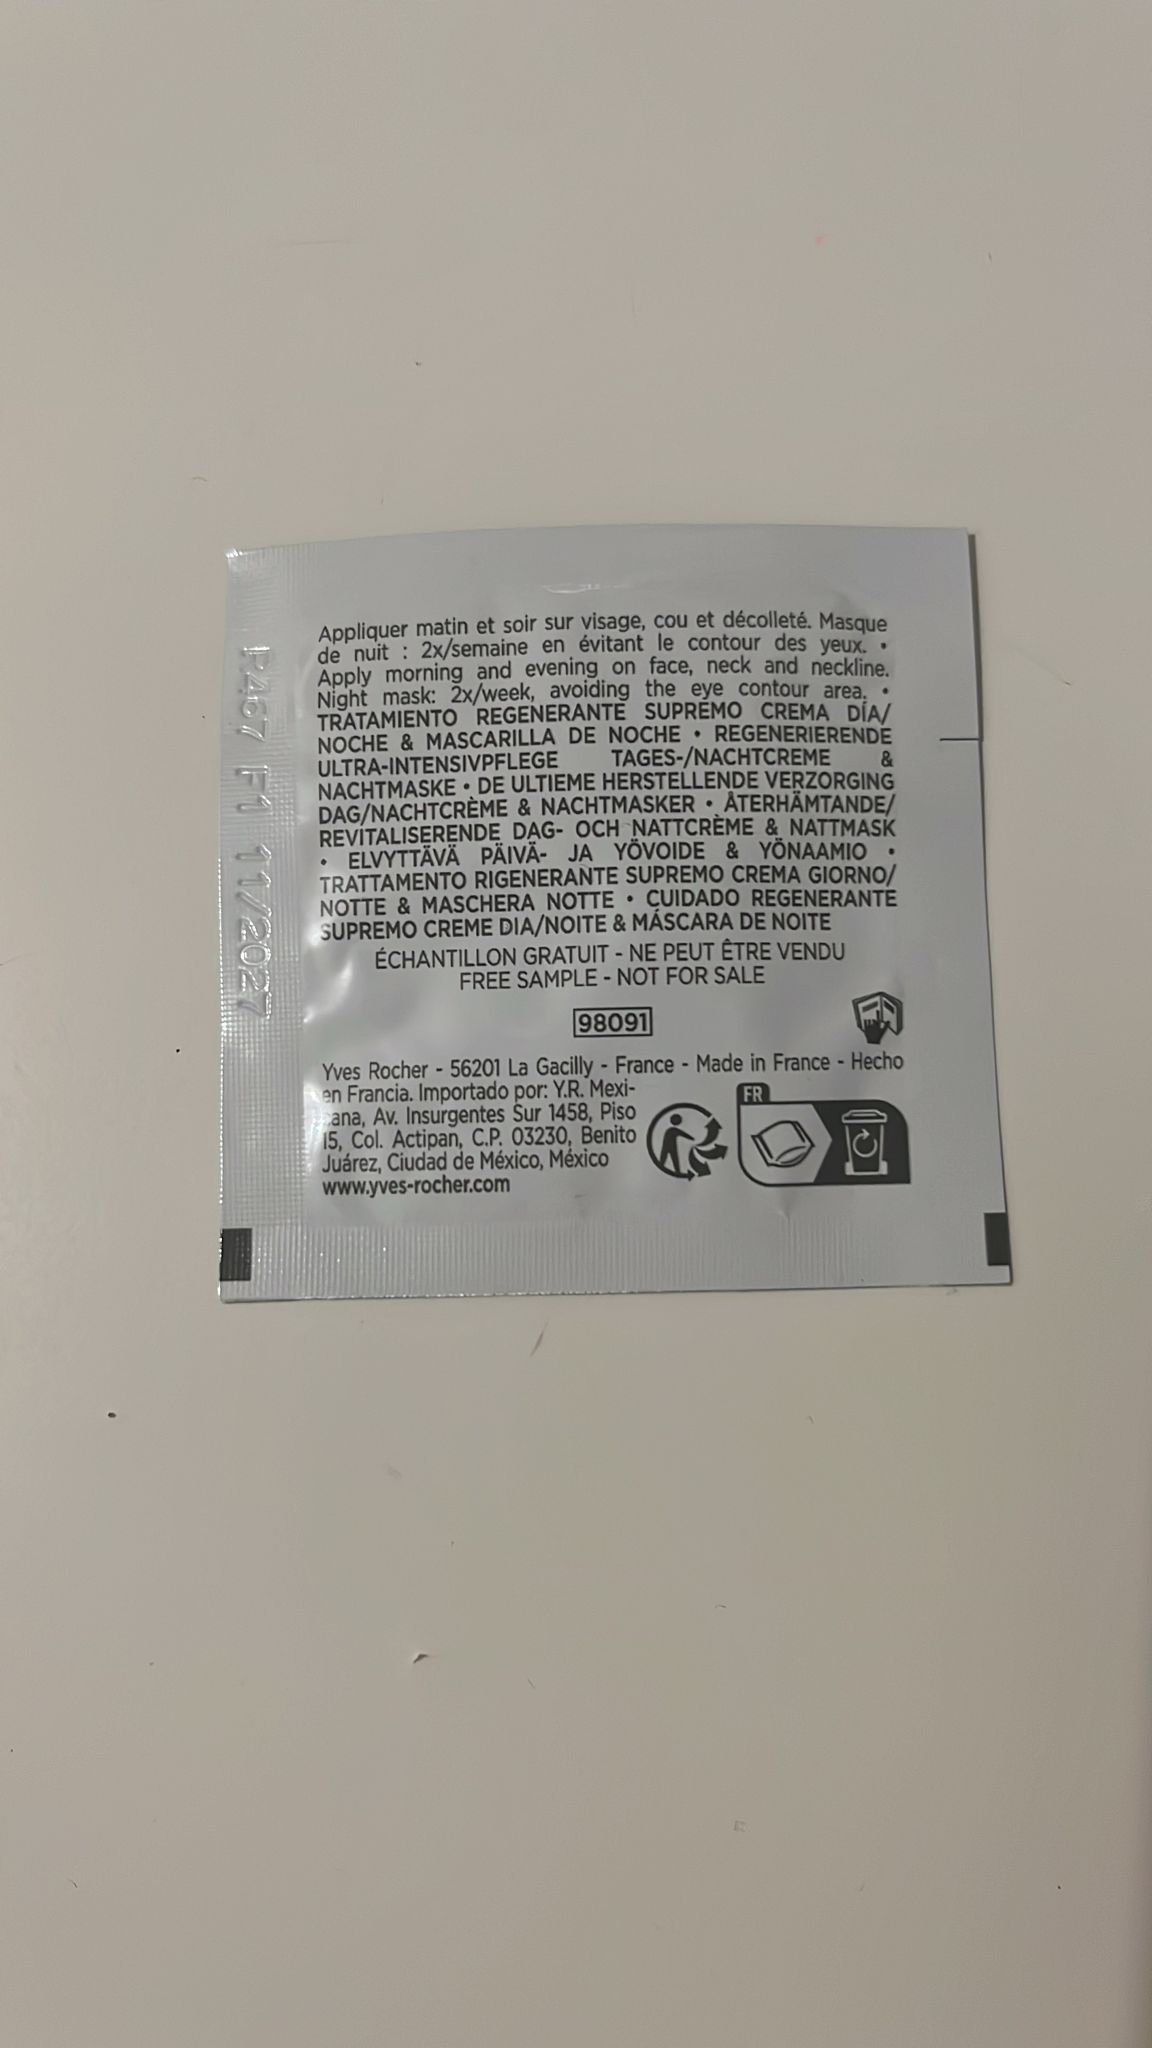 Appliquer matin et soir sur visage, cou et décolleté. Masque
de nuit : 2x/semaine en évitant le contour des yeux. •
Apply morning and evening on face, neck and neckline.
Night mask: 2x/week, avoiding the eye contour area. •
TRATAMIENTO REGENERANTE SUPREMO CREMA DÍA/
NOCHE & MASCARILLA DE NOCHE • REGENERIERENDE
ULTRA-INTENSIVPFLEGE TAGES-/NACHTCREME &
NACHTMASKE • DE ULTIEME HERSTELLENDE VERZORGING
DAG/NACHTCRÈME & NACHTMASKER • ÅTERHÄMTANDE/
REVITALISERENDE DAG- OCH NATTCRÈME & NATTMASK
• ELVYTTÄVÄ PÄIVÄ- JA YÖVOIDE & YÖNAAMIO •
TRATTAMENTO RIGENERANTE SUPREMO CREMA GIORNO/
NOTTE & MASCHERA NOTTE • CUIDADO REGENERANTE
SUPREMO CREME DIA/NOITE & MÁSCARA DE NOITE
ÉCHANTILLON GRATUIT - NE PEUT ÊTRE VENDU
FREE SAMPLE - NOT FOR SALE
98091
Yves Rocher - 56201 La Gacilly - France - Made in France - Hecho
en Francia. Importado por: Y.R. Mexi-
cana, Av. Insurgentes Sur 1458, Piso
15, Col. Actipan, C.P. 03230, Benito
Juárez, Ciudad de México, México
www.yves-rocher.com
FR
F1 11/2027